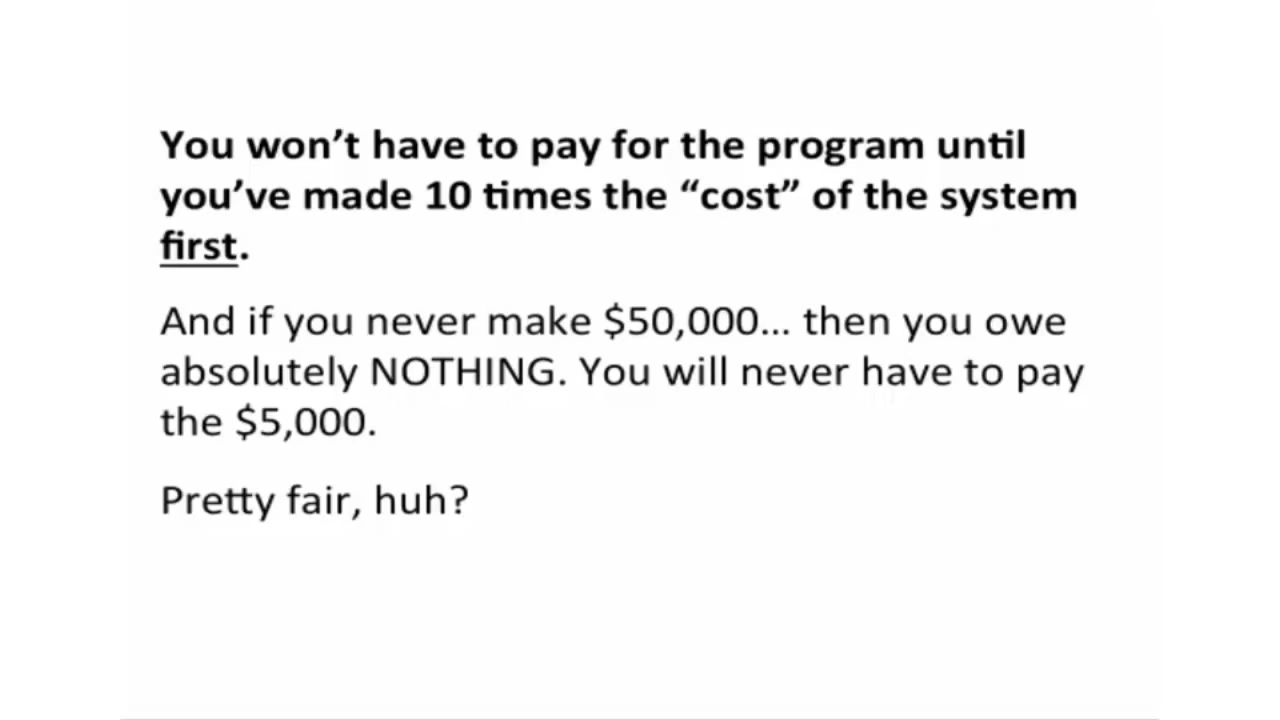 You won’t have to pay for the program until
you’ve made 10 times the “cost” of the system
first.
And if you never make $50,000... then you owe
absolutely NOTHING. You will never have to pay
the $5,000.
Pretty fair, huh?